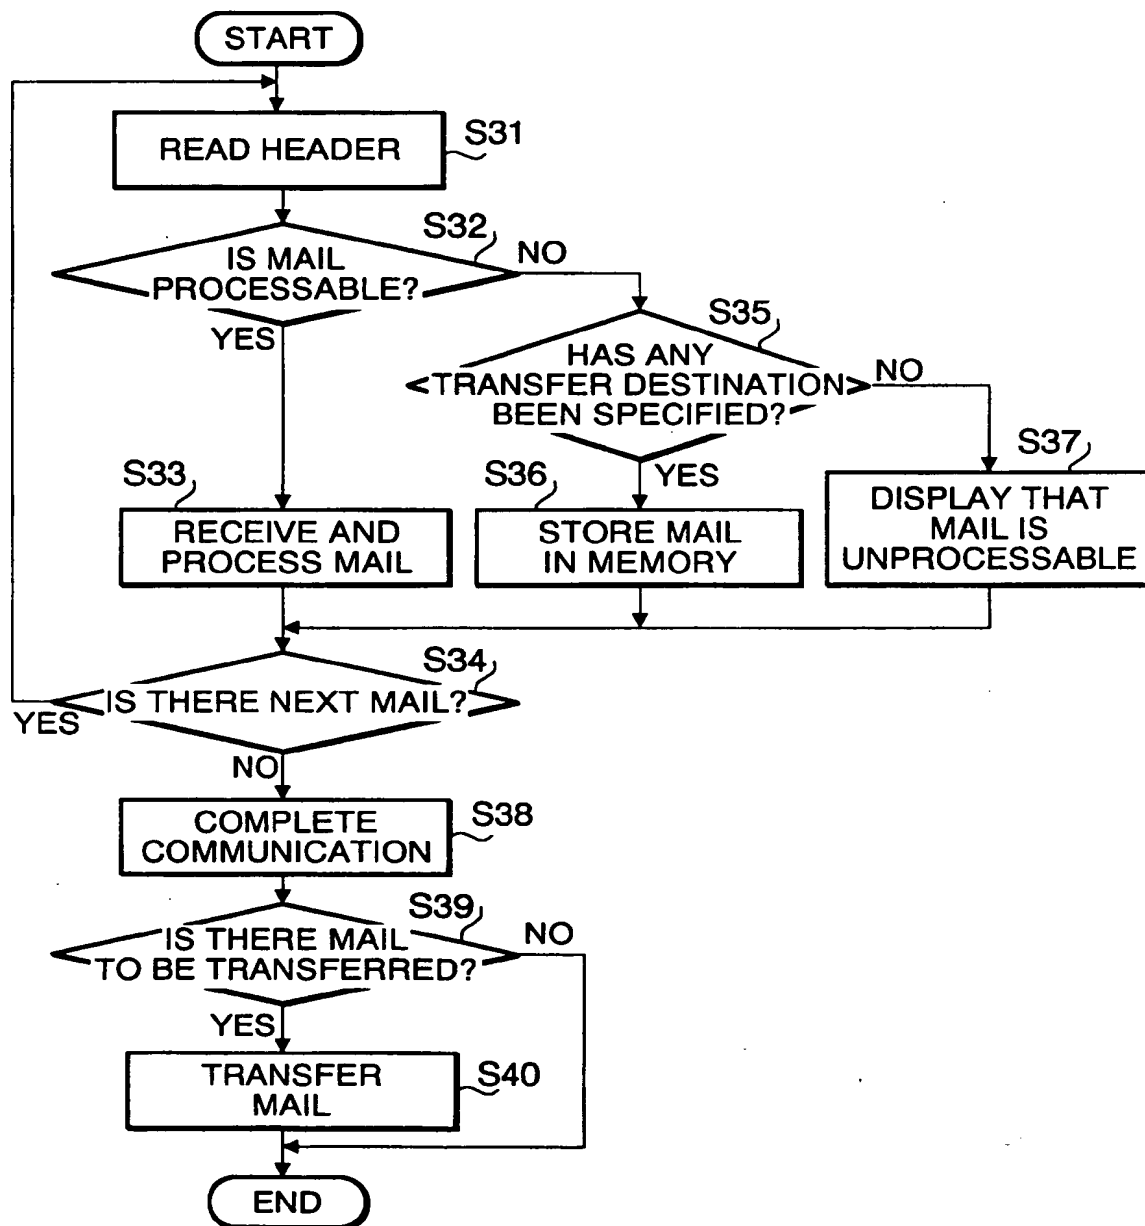 START
READ HEADER
S31
S32
IS MAIL
PROCESSABLE?
NO
YES
S35
HAS ANY
TRANSFER DESTINATION
BEEN SPECIFIED?
NO
YES
S33
RECEIVE AND
PROCESS MAIL
S36
STORE MAIL
IN MEMORY
S37
DISPLAY THAT
MAIL IS
UNPROCESSABLE
S34
IS THERE NEXT MAIL?
YES
NO
COMPLETE
COMMUNICATION
S38
S39
IS THERE MAIL
TO BE TRANSFERRED?
NO
YES
TRANSFER
MAIL
S40
END